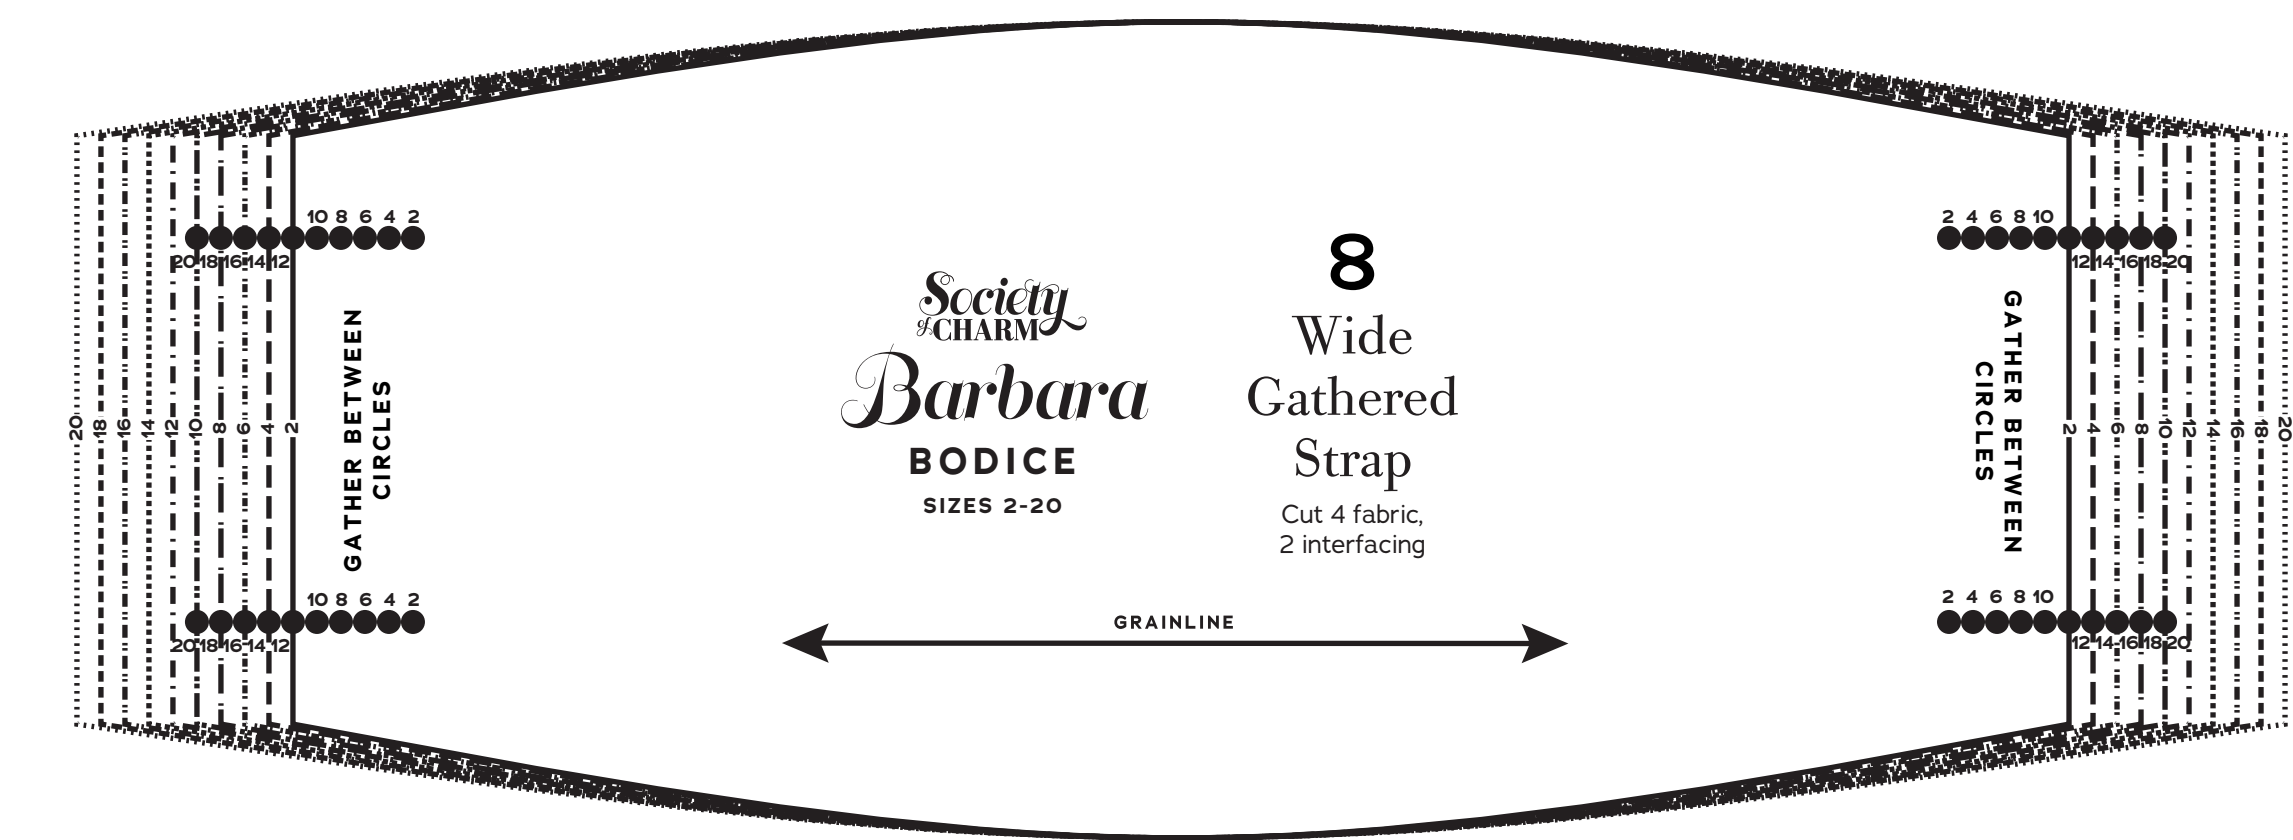 10 8 6 4 2
20 18 16 14 12
2 4 6 8 10
12 14 16 18 20
GATHER BETWEEN
CIRCLES
20 18 16 14 12 10 8 6 4 2
Society
of CHARM
Barbara
BODICE
SIZES 2-20
8
Wide
Gathered
Strap
Cut 4 fabric,
2 interfacing
GRAINLINE
GATHER BETWEEN
CIRCLES
2 4 6 8 10 12 14 16 18 20
10 8 6 4 2
20 18 16 14 12
2 4 6 8 10
12 14 16 18 20